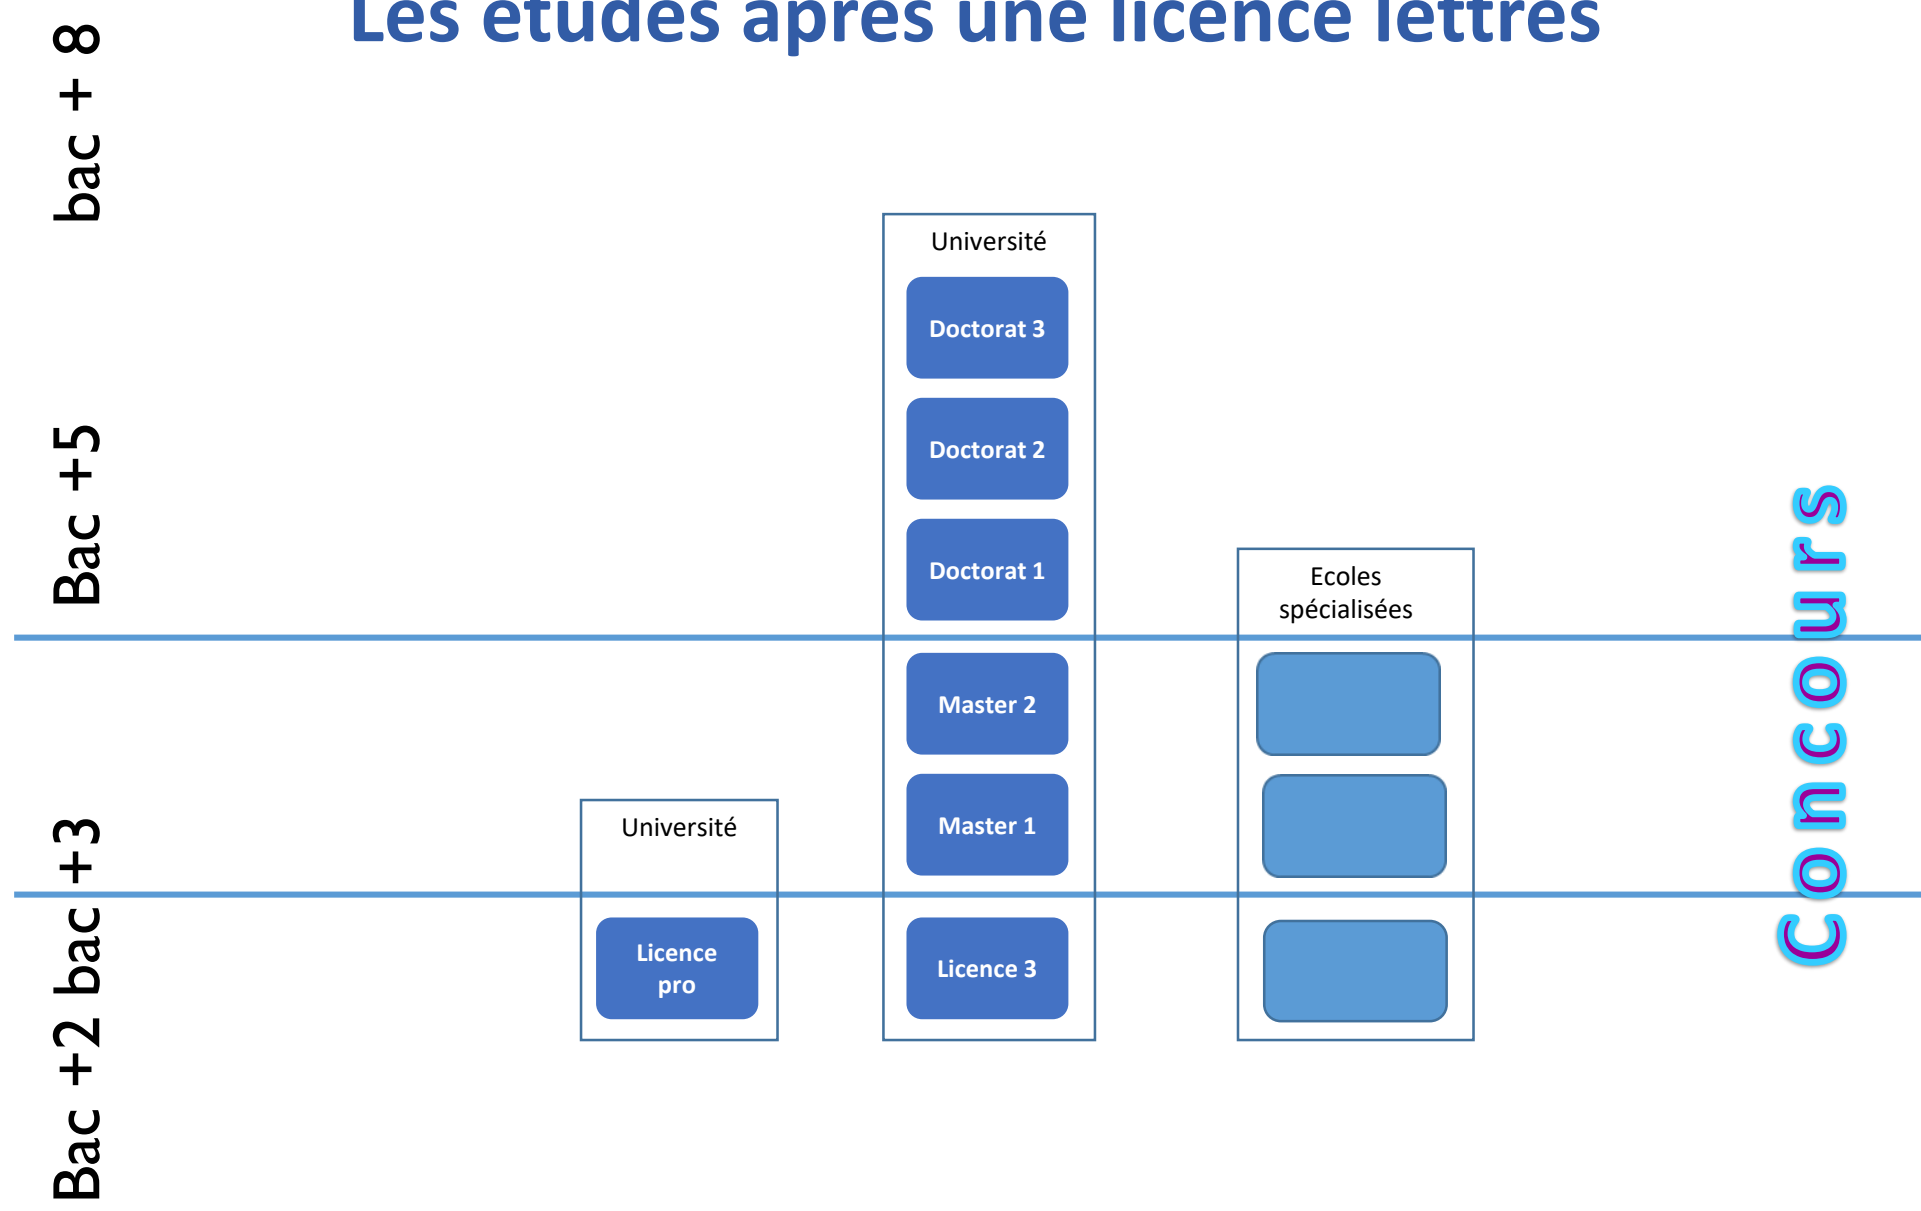 Les études après une licence lettres
bac + 8
Bac +5
Bac +2 bac +3
Université
Doctorat 3
Doctorat 2
Doctorat 1
Master 2
Master 1
Licence 3
Université
Licence
pro
Ecoles
spécialisées
Concours